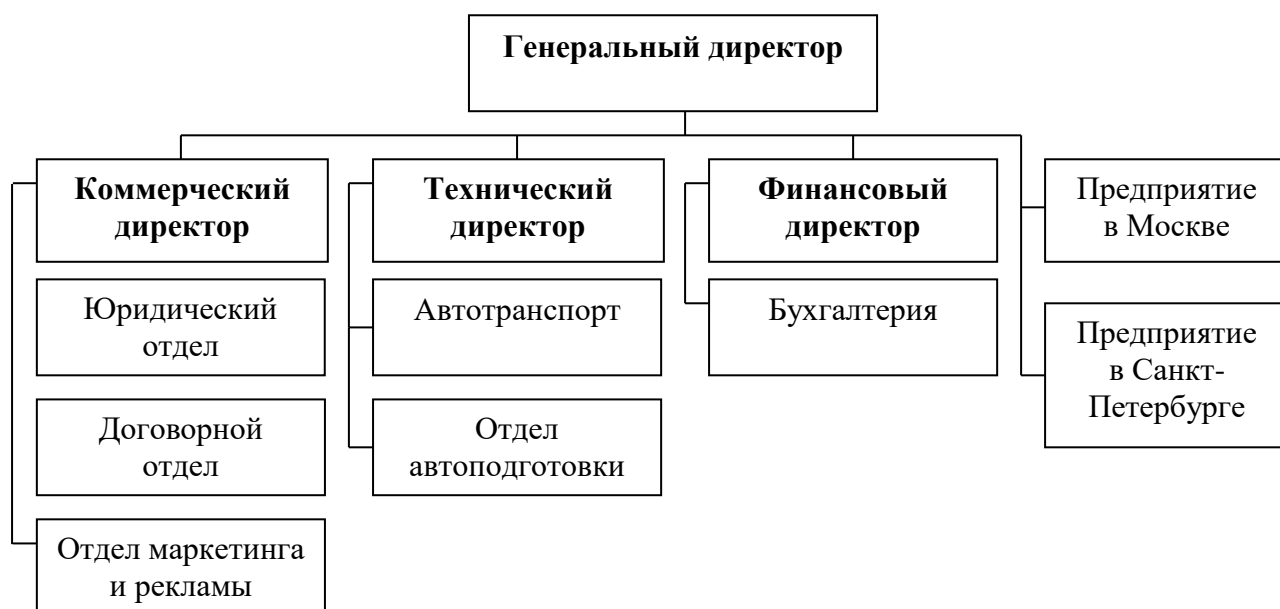 Генеральный директор
Коммерческий
директор
Технический
директор
Финансовый
директор
Предприятие
в Москве
Юридический
отдел
Автотранспорт
Бухгалтерия
Предприятие
в Санкт-
Петербурге
Договорной
отдел
Отдел
автоподготовки
Отдел маркетинга
и рекламы